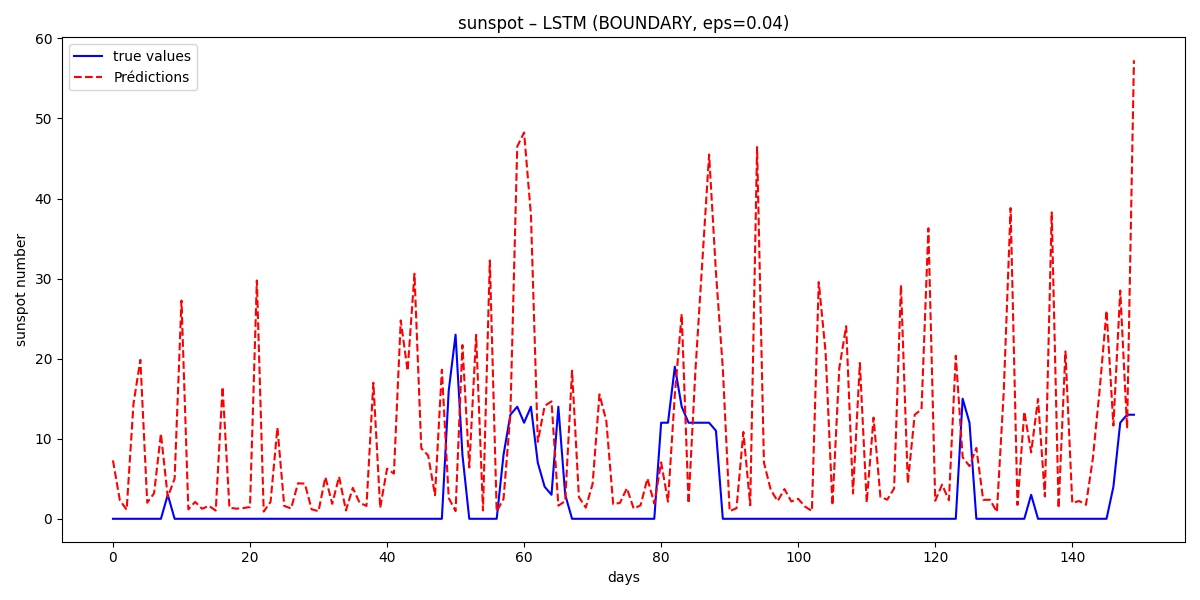 sunspot – LSTM (BOUNDARY, eps=0.04)
true values
Prédictions
sunspot number
60
50
40
30
20
10
0
0 20 40 60 80 100 120 140
days